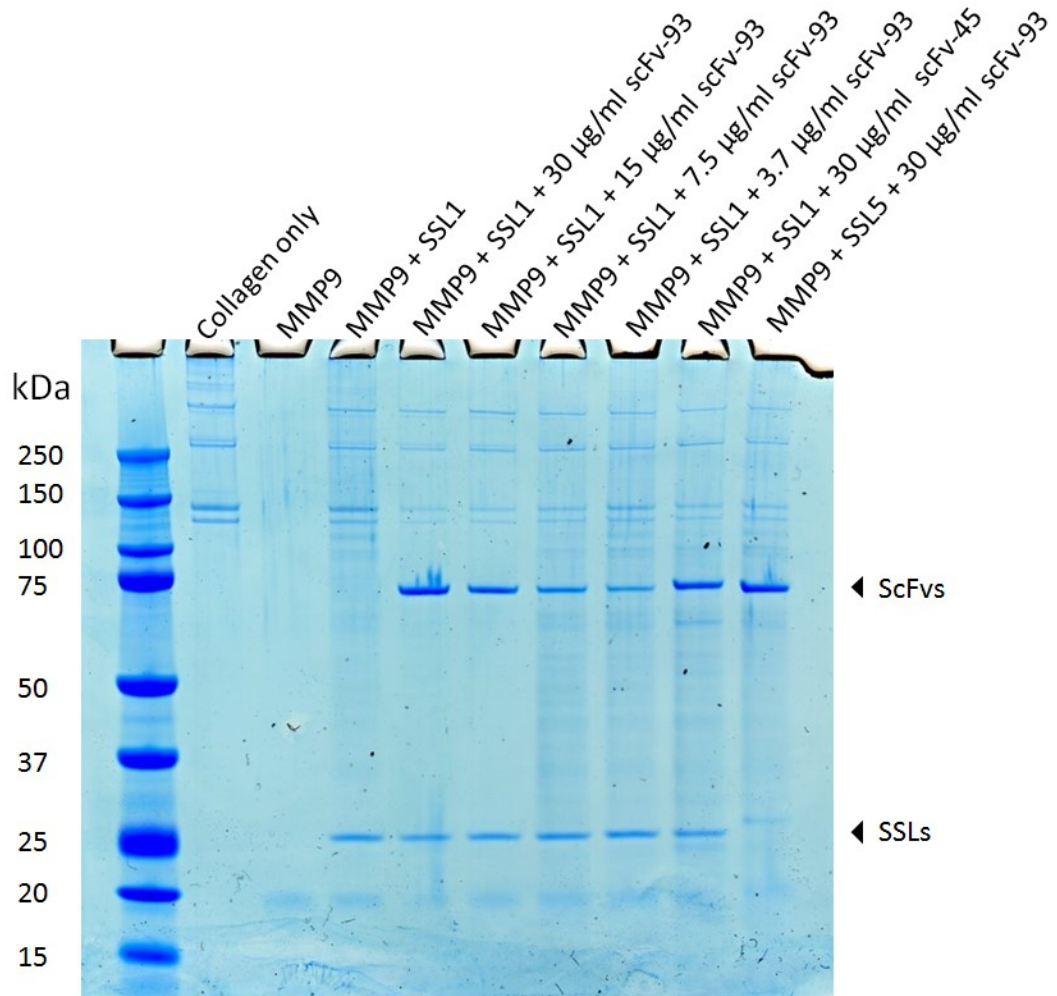 Collagen only
MMP9
MMP9 + SSL1
MMP9 + SSL1 + 30 µg/ml scFv-93
MMP9 + SSL1 + 15 µg/ml scFv-93
MMP9 + SSL1 + 7.5 µg/ml scFv-93
MMP9 + SSL1 + 3.7 µg/ml scFv-93
MMP9 + SSL1 + 30 µg/ml scFv-45
MMP9 + SSL5 + 30 µg/ml scFv-93
kDa
250
150
100
75
50
37
25
20
15
ScFvs
SSLs